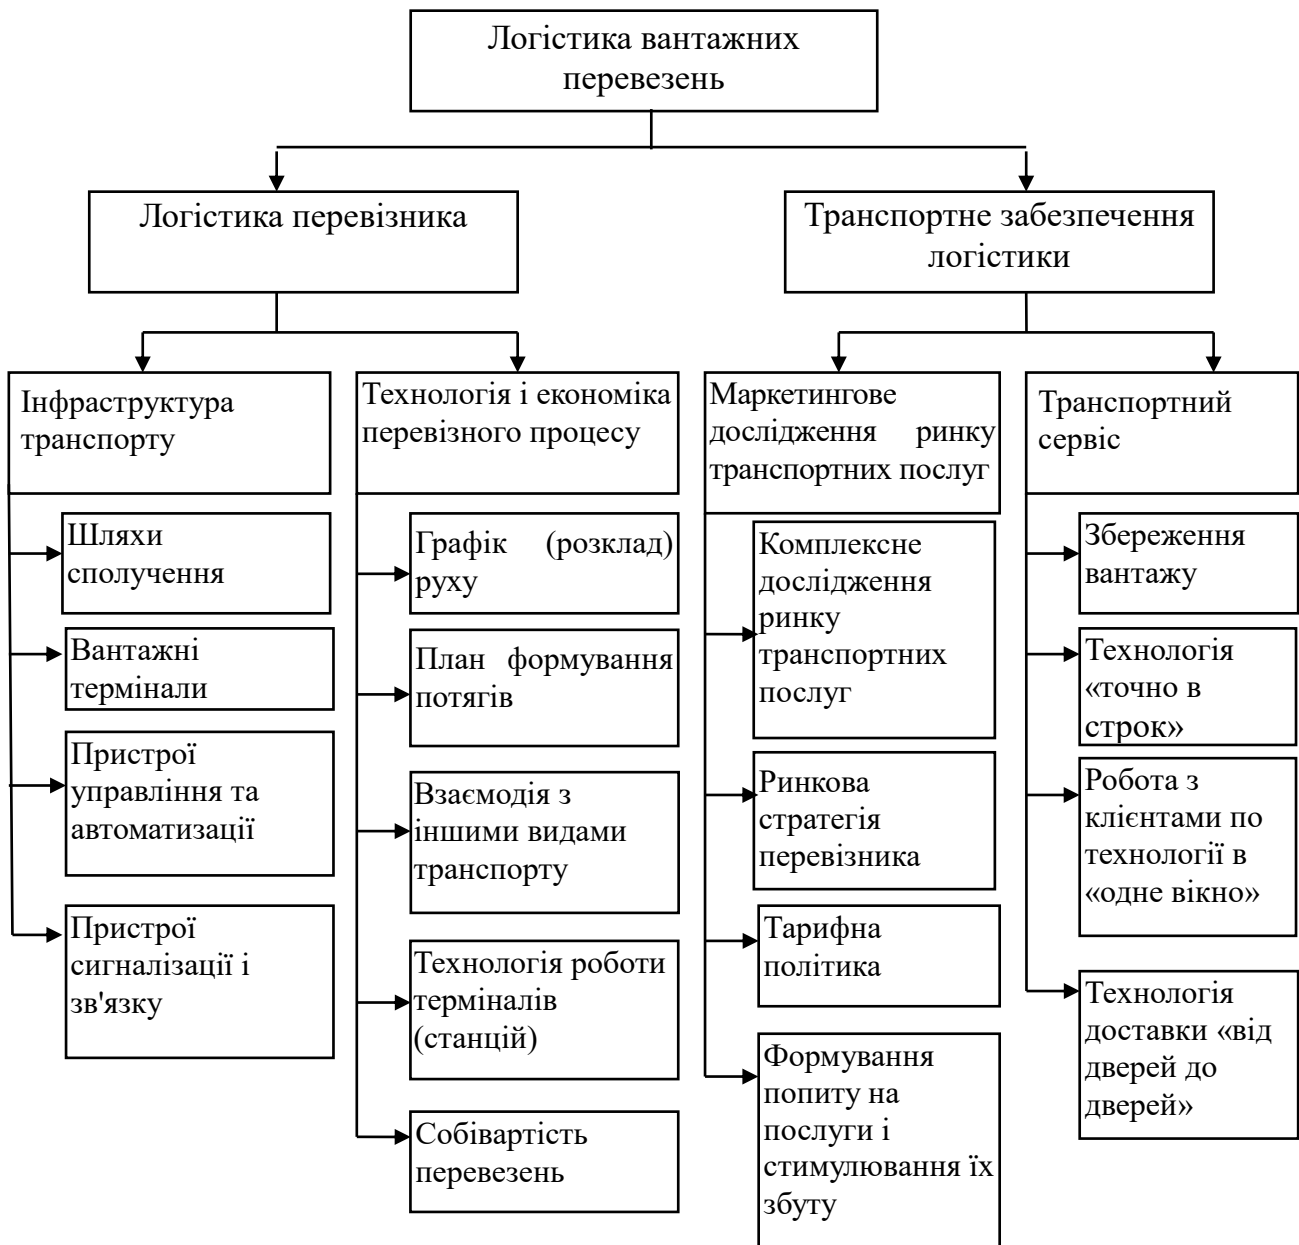 Логістика вантажних
перевезень
Логістика перевізника
Транспортне забезпечення
логістики
Інфраструктура
транспорту
Технологія і економіка
перевізного процесу
Маркетингове
дослідження ринку
транспортних послуг
Транспортний
сервіс
Шляхи
сполучення
Вантажні
термінали
Пристрої
управління та
автоматизації
Пристрої
сигналізації і
зв'язку
Графік (розклад)
руху
План формування
потягів
Взаємодія з
іншими видами
транспорту
Технологія роботи
терміналів
(станцій)
Собівартість
перевезень
Комплексне
дослідження
ринку
транспортних
послуг
Ринкова
стратегія
перевізника
Тарифна
політика
Формування
попиту на
послуги і
стимулювання їх
збуту
Збереження
вантажу
Технологія
«точно в
строк»
Робота з
клієнтами по
технології в
«одне вікно»
Технологія
доставки «від
дверей до
дверей»